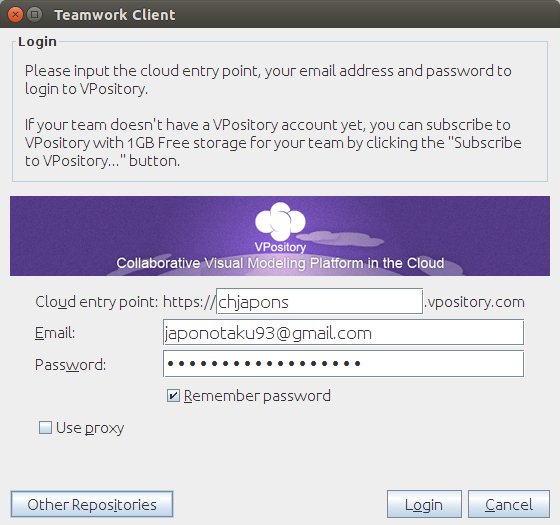 Teamwork Client
Login
Please input the cloud entry point, your email address and password to
login to VPository.
If your team doesn't have a VPository account yet, you can subscribe to
VPository with 1GB Free storage for your team by clicking the "Subscribe
to VPository..." button.
VPository
Collaborative Visual Modeling Platform in the Cloud
Cloud entry point: https://chjapons.vpository.com
Email: japonotaku93@gmail.com
Password: ••••••••••••••••••
Remember password
Use proxy
Other Repositories Login Cancel